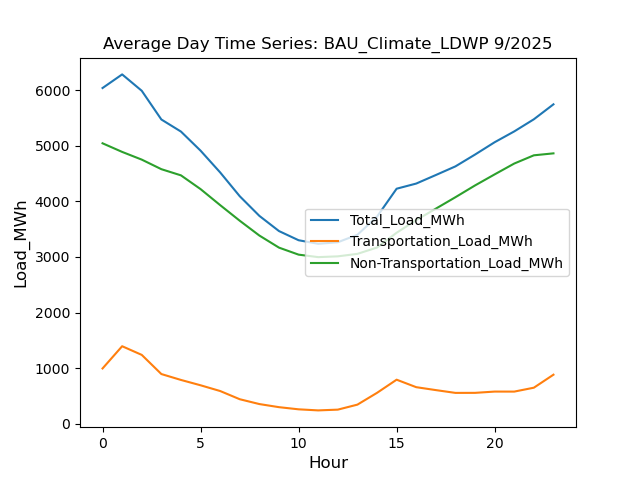 Average Day Time Series: BAU_Climate_LDWP 9/2025
Load_MWh
6000
5000
4000
3000
2000
1000
0
Total_Load_MWh
Transportation_Load_MWh
Non-Transportation_Load_MWh
0 5 10 15 20
Hour